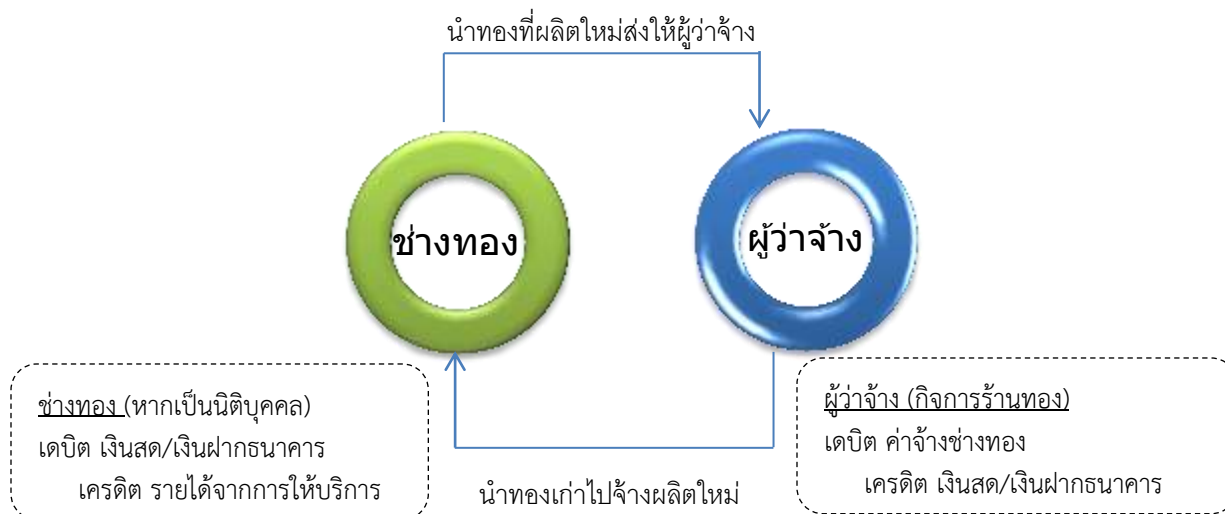 นำทองที่ผลิตใหม่ส่งให้ผู้ว่าจ้าง
ช่างทอง
ผู้ว่าจ้าง
ช่างทอง (หากเป็นนิติบุคคล)
เดบิต เงินสด/เงินฝากธนาคาร
เครดิต รายได้จากการให้บริการ
ผู้ว่าจ้าง (กิจการร้านทอง)
เดบิต ค่าจ้างช่างทอง
เครดิต เงินสด/เงินฝากธนาคาร
นำทองเก่าไปจ้างผลิตใหม่